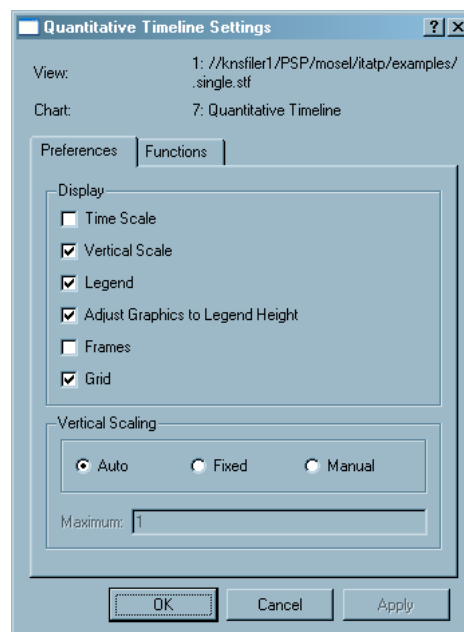 Quantitative Timeline Settings
View: 1: //knsfiler1/PSP/mosel/itatp/examples/
.single.stf
Chart: 7: Quantitative Timeline
Preferences Functions
Display
Time Scale
Vertical Scale
Legend
Adjust Graphics to Legend Height
Frames
Grid
Vertical Scaling
Auto Fixed Manual
Maximum: 1
OK Cancel Apply